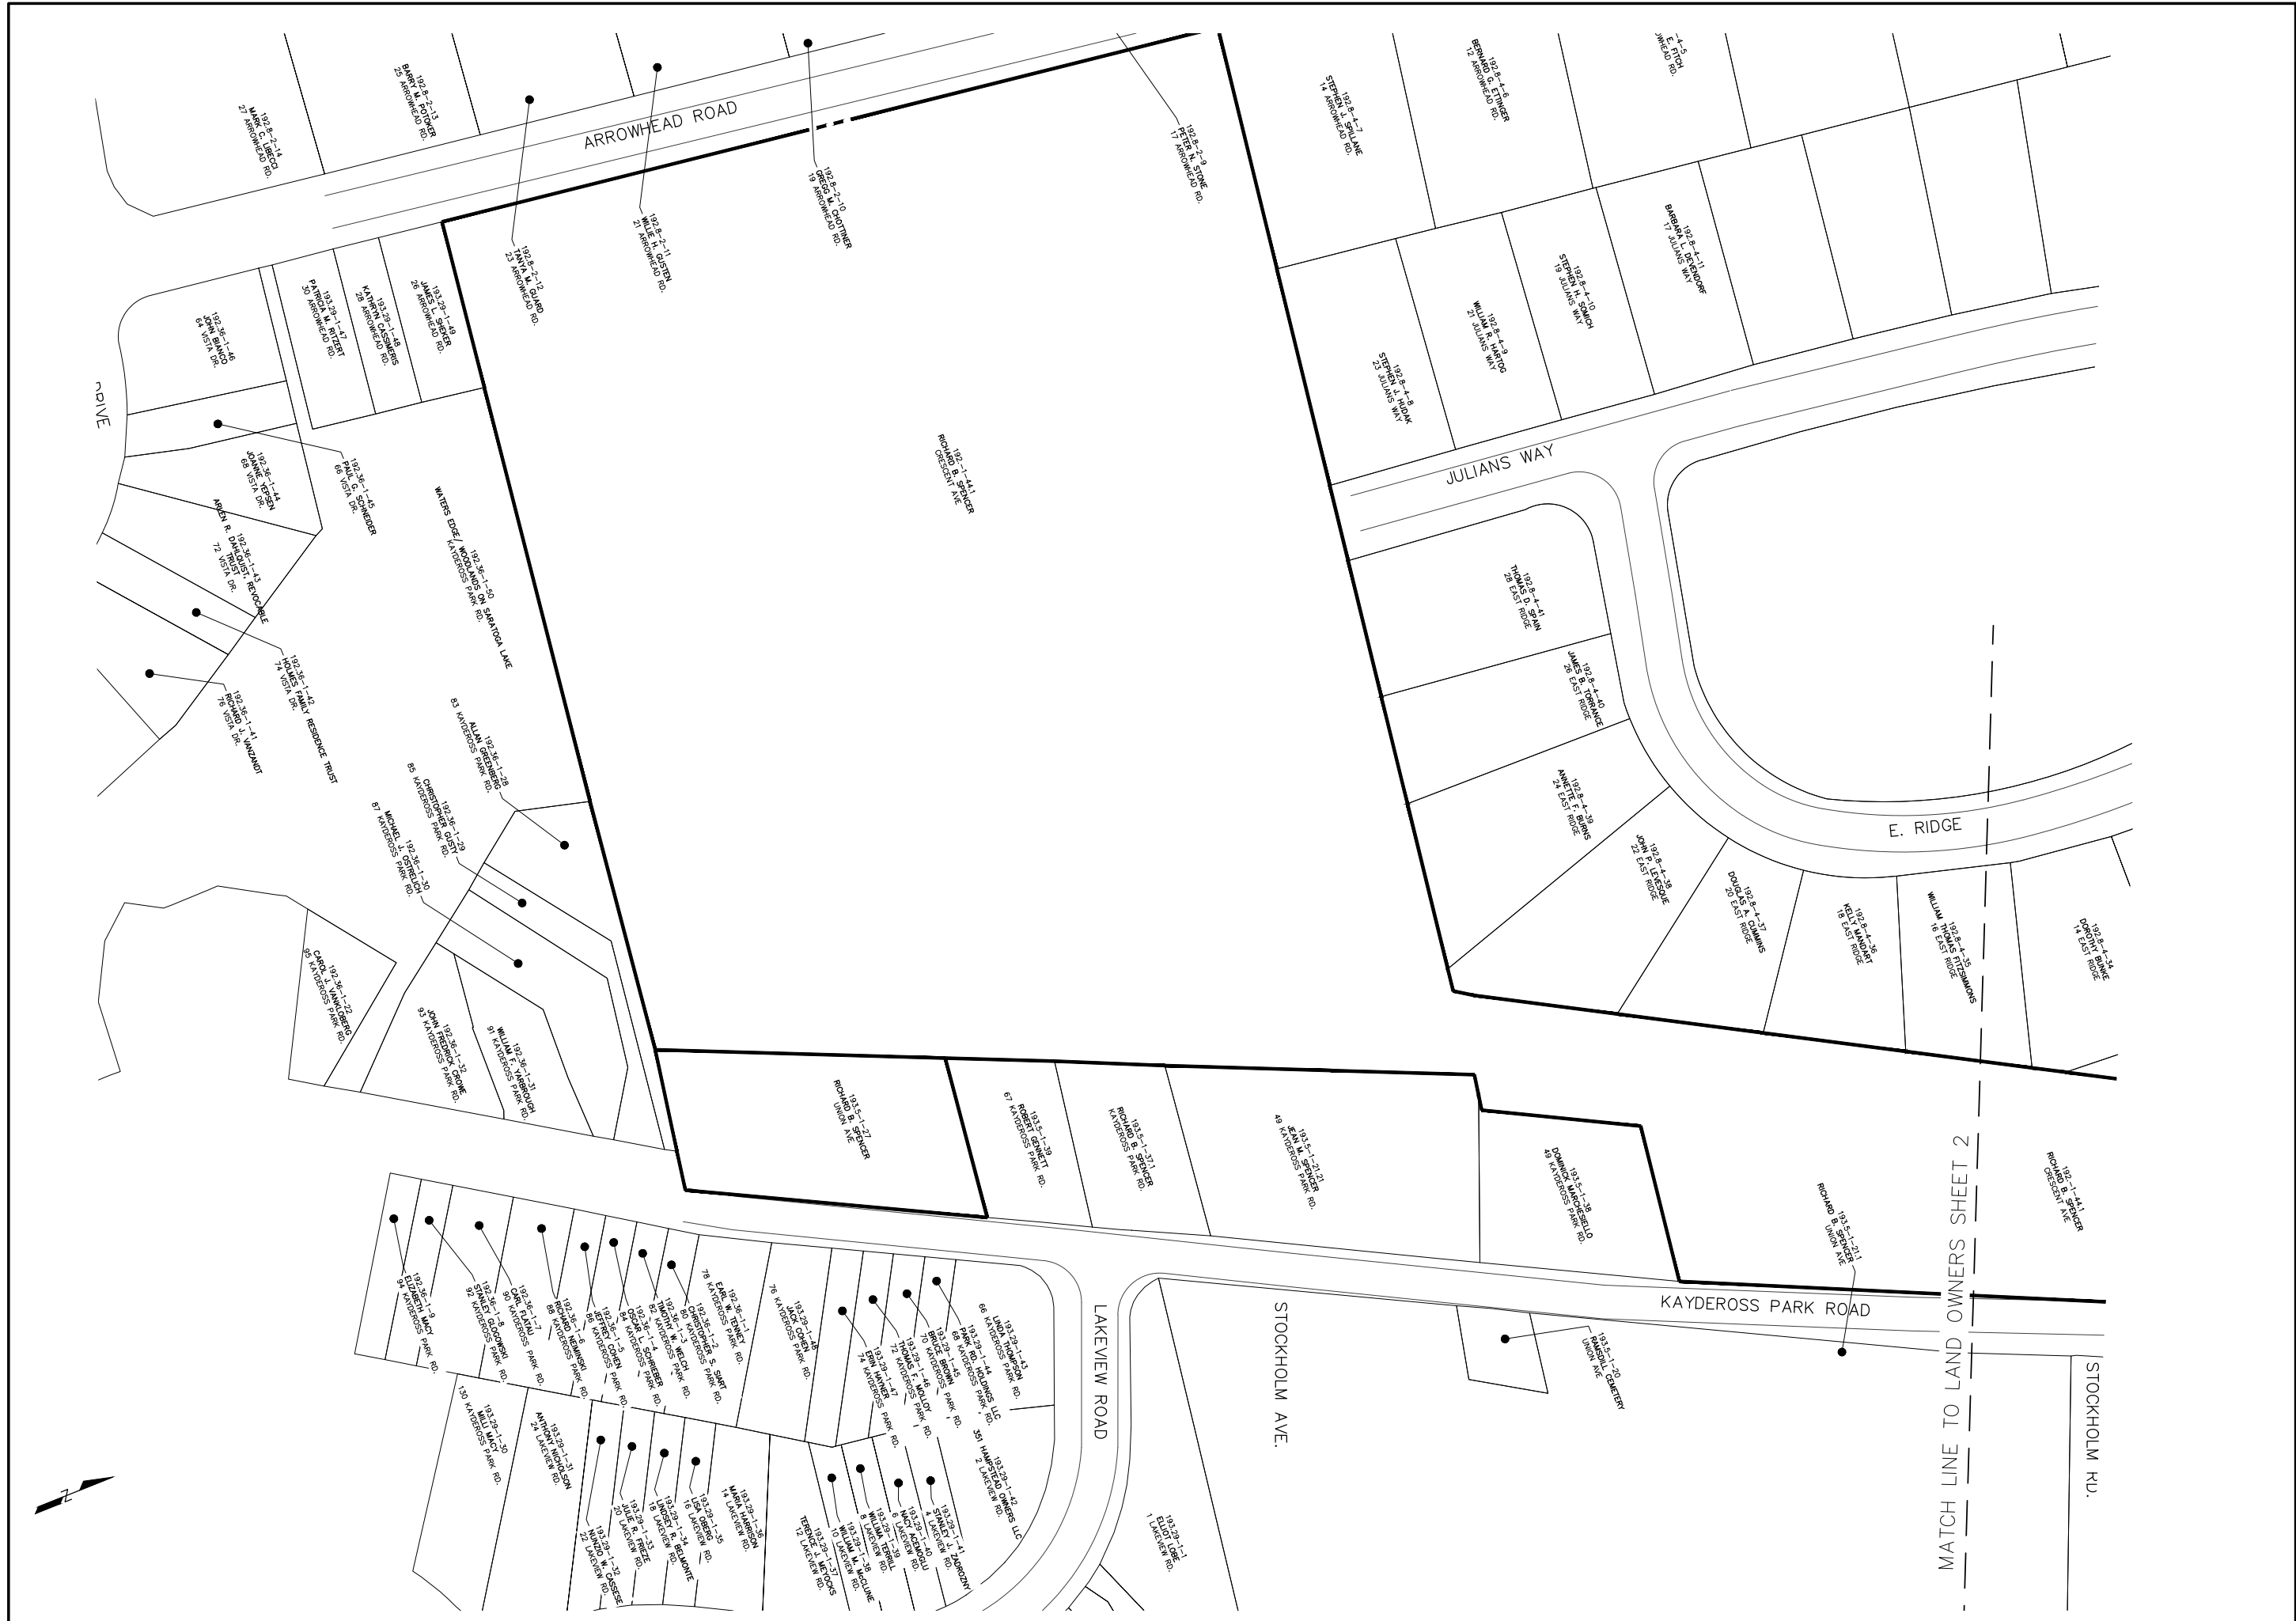 192.8-2-14
MARK C. LIBECCI
27 ARROWHEAD RD.
192.8-2-13
BARRY M. POTOKER
25 ARROWHEAD RD.
ARROWHEAD ROAD
192.8-2-12
TANYA M. GUARD
23 ARROWHEAD RD.
192.8-2-11
WILLIE H. GUSTEN
21 ARROWHEAD RD.
192.8-2-10
GREGG M. CHOTTINER
19 ARROWHEAD RD.
192.8-2-9
PETER N. STONE
17 ARROWHEAD RD.
192.8-4-7
STEPHEN J. SPILLANE
14 ARROWHEAD RD.
192.8-4-6
BERNARD G. ETTINGER
12 ARROWHEAD RD.
-4-5
E. FITCH
WHEAD RD.
192.8-4-11
BARBARA L. DEVENDORF
17 JULIANS WAY
192.8-4-10
STEPHEN H. SOMICH
19 JULIANS WAY
192.8-4-9
WILLIAM R. HARTOG
21 JULIANS WAY
192.8-4-8
STEPHEN J. HUDAK
23 JULIANS WAY
JULIANS WAY
192.36-1-46
JOHN BIANCO
64 VISTA DR.
193.29-1-47
PATRICIA M. RITZERT
30 ARROWHEAD RD.
193.29-1-48
KATHRYN CASSIMERIS
28 ARROWHEAD RD.
193.29-1-49
JAMES L. SHEKER
26 ARROWHEAD RD.
DRIVE
192.36-1-45
PAUL G. SCHNEIDER
66 VISTA DR.
192.36-1-44
JOANNE YEPSEN
68 VISTA DR.
192.36-1-43
ARLEN R. DAHLQUIST, REVOCABLE
TRUST
72 VISTA DR.
192.36-1-42
HOLMES FAMILY RESIDENCE TRUST
74 VISTA DR.
192.36-1-41
RICHARD J. VANZANDT
76 VISTA DR.
192.36-1-50
WATERS EDGE/ WOODLANDS ON SARATOGA LAKE
KAYDEROSS PARK RD.
192.-1-44.1
RICHARD B. SPENCER
CRESCENT AVE
192.36-1-28
ALLAN GREENBERG
83 KAYDEROSS PARK RD.
192.36-1-29
CHRISTOPHER GUSTY
85 KAYDEROSS PARK RD.
192.36-1-30
MICHAEL J. OSTRELICH
87 KAYDEROSS PARK RD.
192.36-1-22
CAROL J. VANKLOBERG
95 KAYDEROSS PARK RD.
192.36-1-32
JOHN FREDRICK CROWE
93 KAYDEROSS PARK RD.
192.36-1-31
WILLIAM F. YARBROUGH
91 KAYDEROSS PARK RD.
192.8-4-41
THOMAS D. SPAIN
28 EAST RIDGE
192.8-4-40
JAMES B. TORRANCE
26 EAST RIDGE
192.8-4-39
ANNETTE F. BURNS
24 EAST RIDGE
192.8-4-38
JOHN P. LEVESQUE
22 EAST RIDGE
192.8-4-37
DOUGLAS A. CUMMINS
20 EAST RIDGE
192.8-4-36
KELLY MANDART
18 EAST RIDGE
192.8-4-35
WILLIAM THOMAS FITZSIMMONS
16 EAST RIDGE
192.8-4-34
DOROTHY BUNKE
14 EAST RIDGE
E. RIDGE
193.5-1-27
RICHARD B. SPENCER
UNION AVE
193.5-1-39
ROBERT GENNETT
67 KAYDEROSS PARK RD.
193.5-1-37.1
RICHARD B. SPENCER
KAYDEROSS PARK RD.
193.5-1-21.21
JEAN M. SPENCER
49 KAYDEROSS PARK RD.
193.5-1-38
DOMINICK MARCHESIELLO
49 KAYDEROSS PARK RD.
193.5-1-21.1
RICHARD B. SPENCER
UNION AVE
192.-1-44.1
RICHARD B. SPENCER
CRESCENT AVE
MATCH LINE TO LAND OWNERS SHEET 2
KAYDEROSS PARK ROAD
193.5-1-20
RAMSDILL CEMETERY
UNION AVE
STOCKHOLM RD.
STOCKHOLM AVE.
LAKEVIEW ROAD
192.36-1-9
ELIZABETH MACY
94 KAYDEROSS PARK RD.
192.36-1-8
STANLEY GLOGOWSKI
92 KAYDEROSS PARK RD.
192.36-1-7
CARL FLATAU
90 KAYDEROSS PARK RD.
192.36-1-6
RICHARD NEIMINSKI
88 KAYDEROSS PARK RD.
192.36-1-5
JEFFREY COHEN
86 KAYDEROSS PARK RD.
192.36-1-4
OSCAR L. SCHRIEBER
84 KAYDEROSS PARK RD.
192.36-1-3
TIMOTHY W. WELCH
82 KAYDEROSS PARK RD.
192.36-1-2
CHRISTOPHER S. SIART
80 KAYDEROSS PARK RD.
192.36-1-1
EARL W. TENNEY
78 KAYDEROSS PARK RD.
193.29-1-48
JACK COHEN
76 KAYDEROSS PARK RD.
193.29-1-47
ERIN HAYNER
74 KAYDEROSS PARK RD.
193.29-1-46
THOMAS F. MOLLOY
72 KAYDEROSS PARK RD.
193.29-1-45
BRUCE BROWN
70 KAYDEROSS PARK RD.
193.29-1-44
PARK RD. HOLDINGS LLC
68 KAYDEROSS PARK RD.
193.29-1-43
LINDA THOMPSON
66 KAYDEROSS PARK RD.
193.29-1-42
351 HAMPSTEAD OWNERS LLC
2 LAKEVIEW RD.
193.29-1-30
MILLI MACY
130 KAYDEROSS PARK RD.
193.29-1-31
ANTHONY NICHOLSON
24 LAKEVIEW RD.
193.29-1-32
NUNZIO W. CASSESE
22 LAKEVIEW RD.
193.29-1-33
JULIE R. FRIEZE
20 LAKEVIEW RD.
193.29-1-34
LINDSEY R. BELMONTE
18 LAKEVIEW RD.
193.29-1-35
LISA OBERG
16 LAKEVIEW RD.
193.29-1-36
MARIA HARRISON
14 LAKEVIEW RD.
193.29-1-37
TERENCE J. MEYOCKS
12 LAKEVIEW RD.
193.29-1-38
WILLIAM M. McCLUNE
10 LAKEVIEW RD.
193.29-1-39
WILLIMA TERRILL
8 LAKEVIEW RD.
193.29-1-40
NACY ACEMOGLU
6 LAKEVIEW RD.
193.29-1-41
STANLEY J. ZADROZNY
4 LAKEVIEW RD.
193.29-1-1
ELLIOT LOBE
1 LAKEVIEW RD.
Z